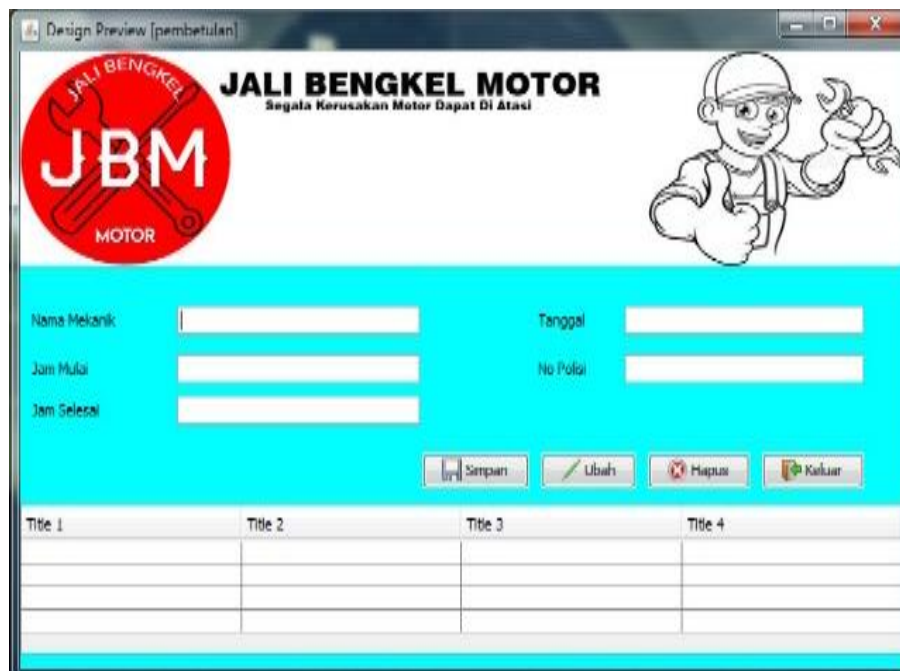 Design Preview [pembetulan]
JALI BENGKEL
JBM
MOTOR
JALI BENGKEL MOTOR
Segala Kerusakan Motor Dapat Di Atasi
Nama Mekanik
Tanggal
Jam Mulai
No Polisi
Jam Selesai
Simpan
Ubah
Hapus
Keluar
Title 1 Title 2 Title 3 Title 4